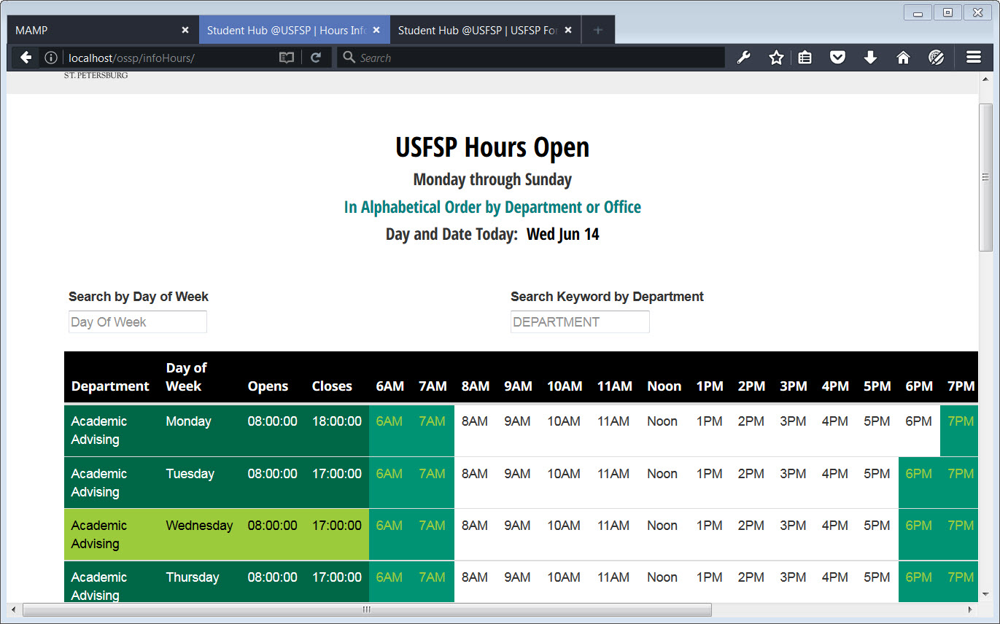 MAMP
Student Hub @USFSP | Hours Info
Student Hub @USFSP | USFSP For
localhost/ossp/infoHours/
Search
ST. PETERSBURG
USFSP Hours Open
Monday through Sunday
In Alphabetical Order by Department or Office
Day and Date Today: Wed Jun 14
Search by Day of Week
Search Keyword by Department
Day Of Week
DEPARTMENT
Department Day of Week Opens Closes 6AM 7AM 8AM 9AM 10AM 11AM Noon 1PM 2PM 3PM 4PM 5PM 6PM 7PM
Academic Advising Monday 08:00:00 18:00:00 6AM 7AM 8AM 9AM 10AM 11AM Noon 1PM 2PM 3PM 4PM 5PM 6PM 7PM
Academic Advising Tuesday 08:00:00 17:00:00 6AM 7AM 8AM 9AM 10AM 11AM Noon 1PM 2PM 3PM 4PM 5PM 6PM 7PM
Academic Advising Wednesday 08:00:00 17:00:00 6AM 7AM 8AM 9AM 10AM 11AM Noon 1PM 2PM 3PM 4PM 5PM 6PM 7PM
Academic Advising Thursday 08:00:00 17:00:00 6AM 7AM 8AM 9AM 10AM 11AM Noon 1PM 2PM 3PM 4PM 5PM 6PM 7PM